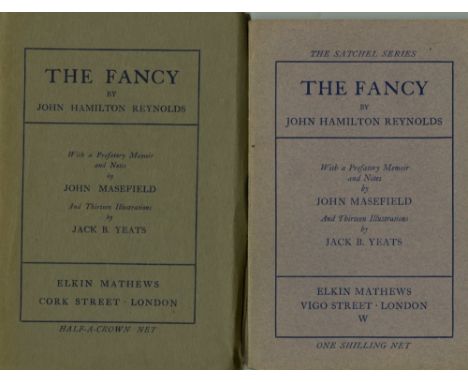 THE FANCY
BY
JOHN HAMILTON REYNOLDS
With a Prefatory Memoir
and Notes
by
JOHN MASEFIELD
And Thirteen Illustrations
by
JACK B. YEATS
ELKIN MATHEWS
CORK STREET · LONDON
HALF-A-CROWN NET
THE SATCHEL SERIES
THE FANCY
BY
JOHN HAMILTON REYNOLDS
With a Prefatory Memoir
and Notes
by
JOHN MASEFIELD
And Thirteen Illustrations
by
JACK B. YEATS
ELKIN MATHEWS
VIGO STREET · LONDON
W
ONE SHILLING NET